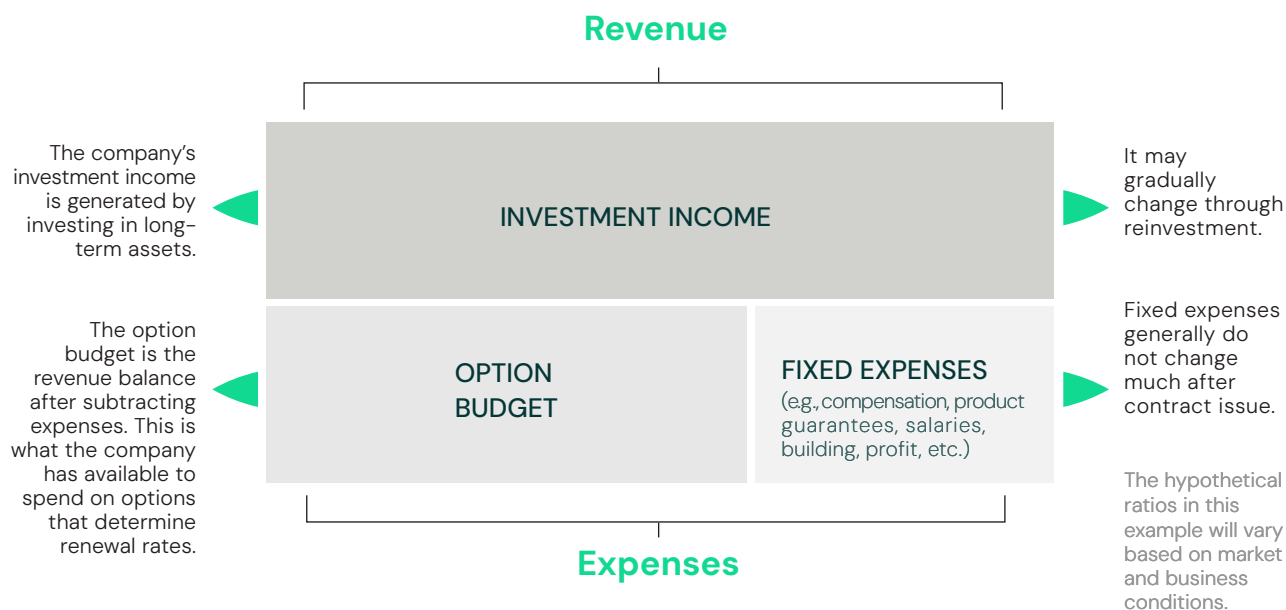 Revenue
The company’s
investment income
is generated by
investing in long-
term assets.
INVESTMENT INCOME
It may
gradually
change through
reinvestment.
The option
budget is the
revenue balance
after subtracting
expenses. This is
what the company
has available to
spend on options
that determine
renewal rates.
OPTION
BUDGET
FIXED EXPENSES
(e.g., compensation, product
guarantees, salaries,
building, profit, etc.)
Fixed expenses
generally do
not change
much after
contract issue.
Expenses
The hypothetical
ratios in this
example will vary
based on market
and business
conditions.